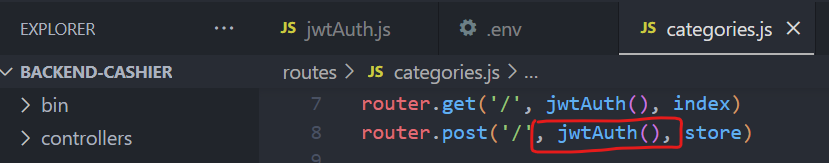 EXPLORER ... JS jwtAuth.js .env JS categories.js ×
BACKEND-CASHIER routes > JS categories.js > ...
> bin 7 router.get('/', jwtAuth(), index)
> controllers 8 router.post('/', jwtAuth(), store)
9